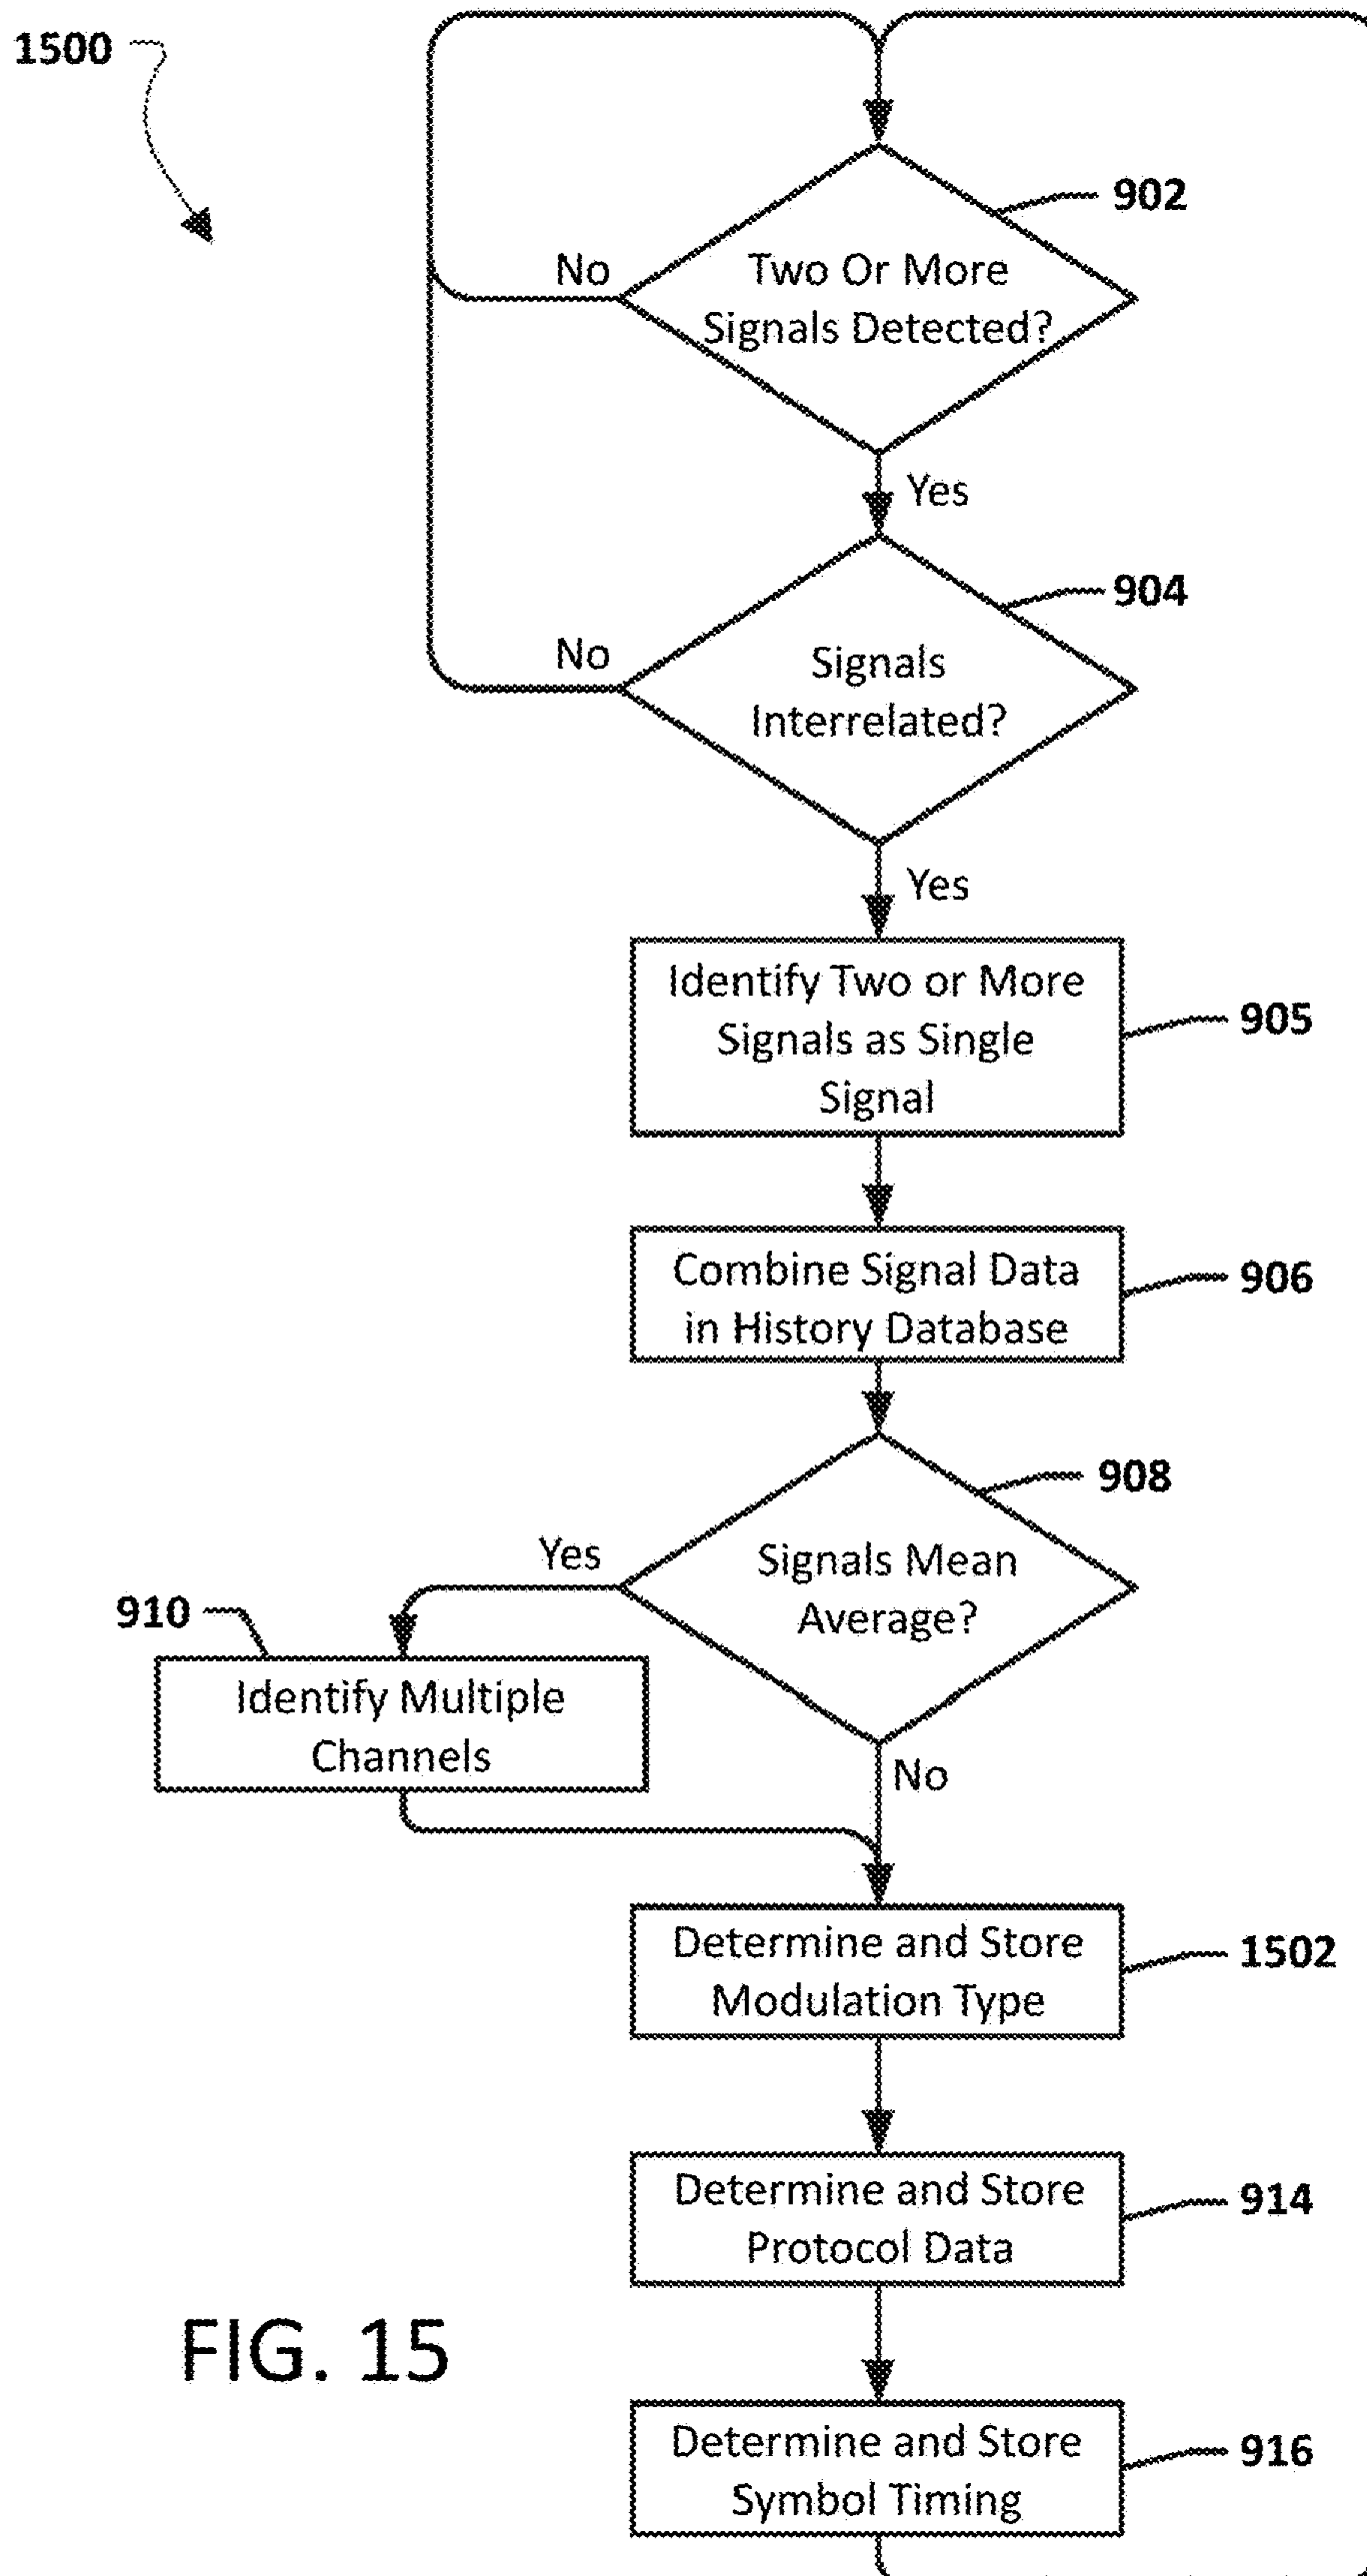 1500
902
No
Two Or More
Signals Detected?
Yes
904
No
Signals
Interrelated?
Yes
Identify Two or More
Signals as Single
Signal
905
Combine Signal Data
in History Database
906
908
Yes
Signals Mean
Average?
910
Identify Multiple
Channels
No
Determine and Store
Modulation Type
1502
Determine and Store
Protocol Data
914
FIG. 15
Determine and Store
Symbol Timing
916